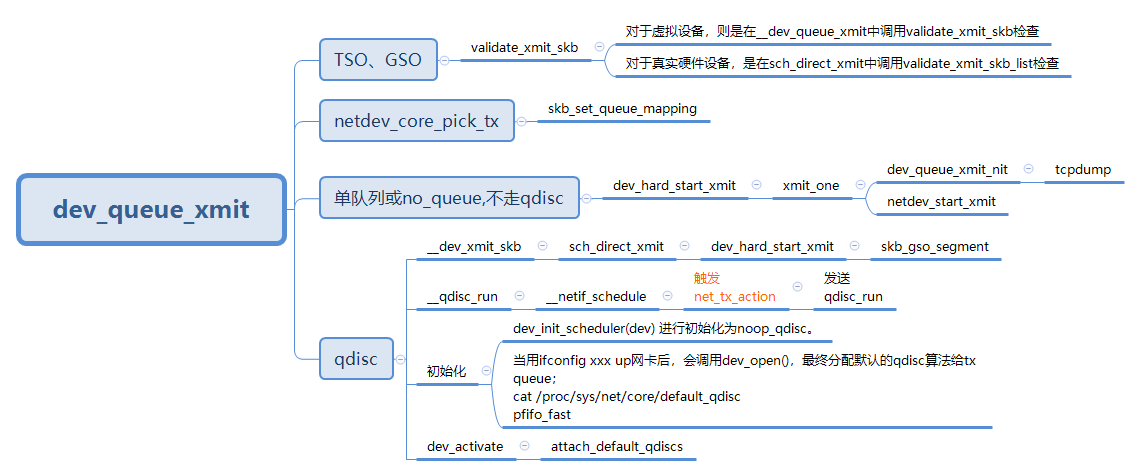 dev_queue_xmit
TSO、GSO
validate_xmit_skb
对于虚拟设备，则是在__dev_queue_xmit中调用validate_xmit_skb检查
对于真实硬件设备，是在sch_direct_xmit中调用validate_xmit_skb_list检查
netdev_core_pick_tx
skb_set_queue_mapping
单队列或no_queue,不走qdisc
dev_hard_start_xmit
xmit_one
dev_queue_xmit_nit
tcpdump
netdev_start_xmit
qdisc
__dev_xmit_skb
sch_direct_xmit
dev_hard_start_xmit
skb_gso_segment
__qdisc_run
__netif_schedule
触发
net_tx_action
发送
qdisc_run
初始化
dev_init_scheduler(dev) 进行初始化为noop_qdisc。
当用ifconfig xxx up网卡后，会调用dev_open()，最终分配默认的qdisc算法给tx
queue；
cat /proc/sys/net/core/default_qdisc
pfifo_fast
dev_activate
attach_default_qdiscs